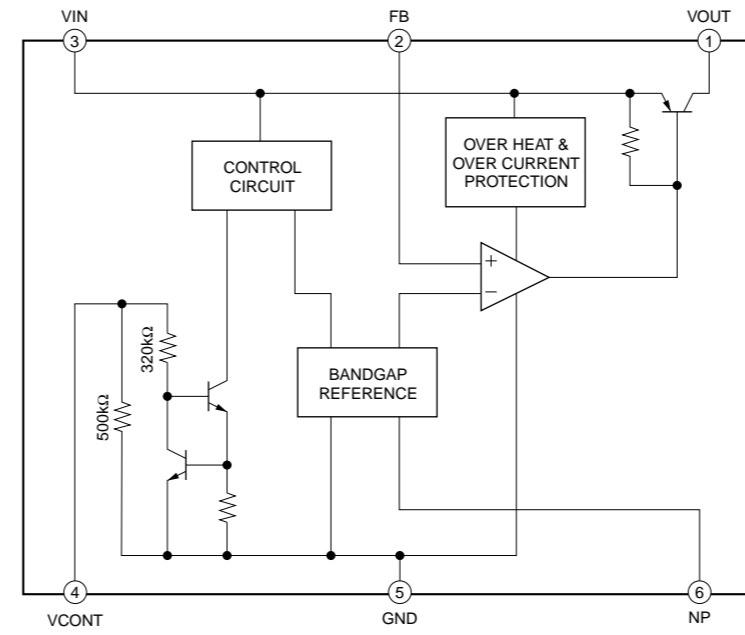 VIN FB VOUT
3 2 1
CONTROL
CIRCUIT
OVER HEAT &
OVER CURRENT
PROTECTION
+
−
320kΩ
500kΩ
BANDGAP
REFERENCE
4 5 6
VCONT GND NP